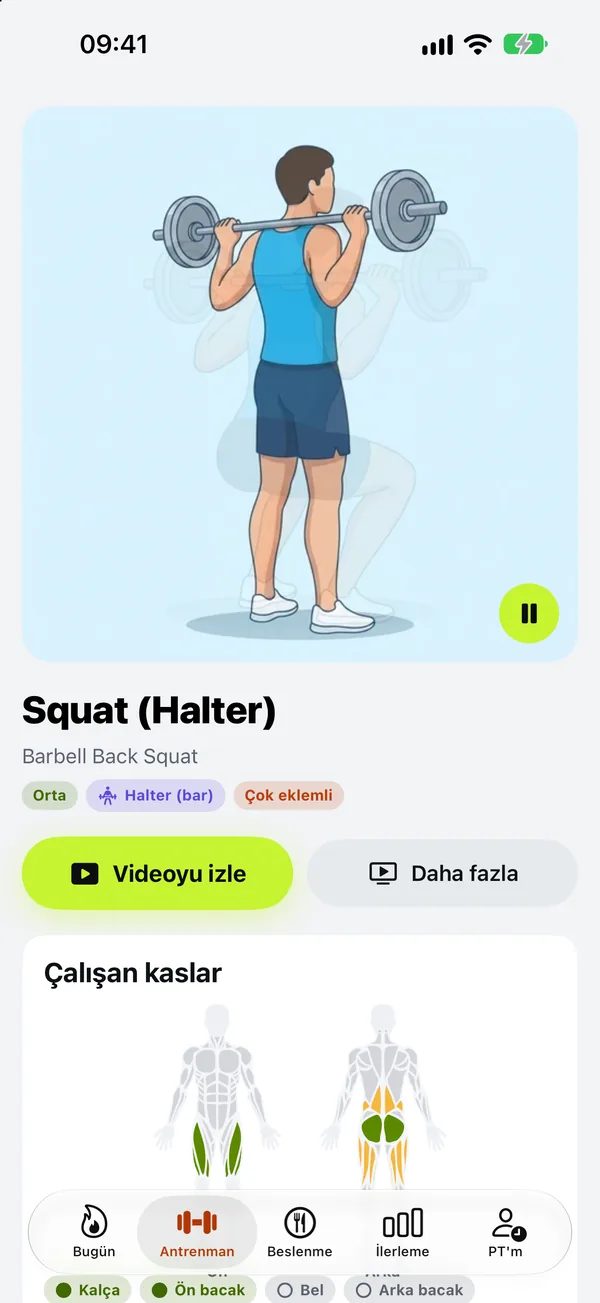 09:41
Squat (Halter)
Barbell Back Squat
Orta
Halter (bar)
Çok eklemli
Videoyu izle
Daha fazla
Çalışan kaslar
Bugün
Antrenman
Beslenme
İlerleme
PT'm
Kalça
Ön bacak
Bel
Arka bacak